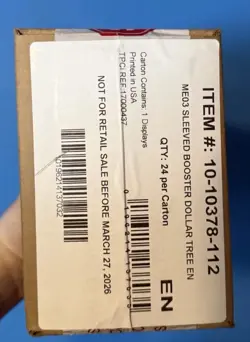 ITEM #: 10-10378-112
ME03 SLEEVED BOOSTER DOLLAR TREE EN
QTY: 24 per Carton
EN
Carton Contains: 1 Displays
Printed in USA
TPCi REF:17000437
NOT FOR RETAIL SALE BEFORE MARCH 27, 2026